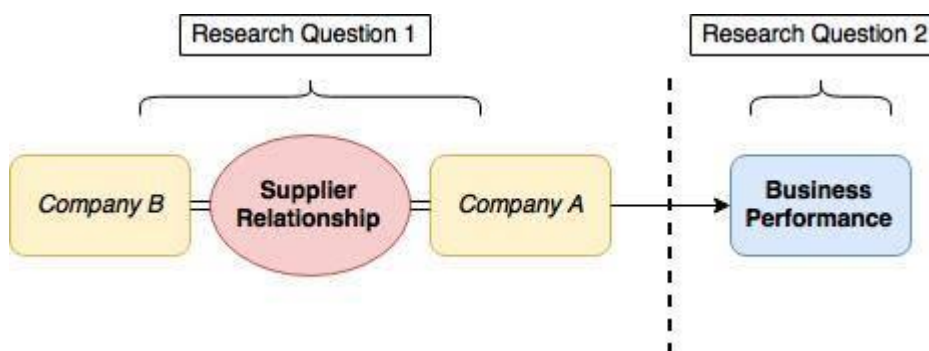 Research Question 1
Research Question 2
Company B
Supplier
Relationship
Company A
Business
Performance